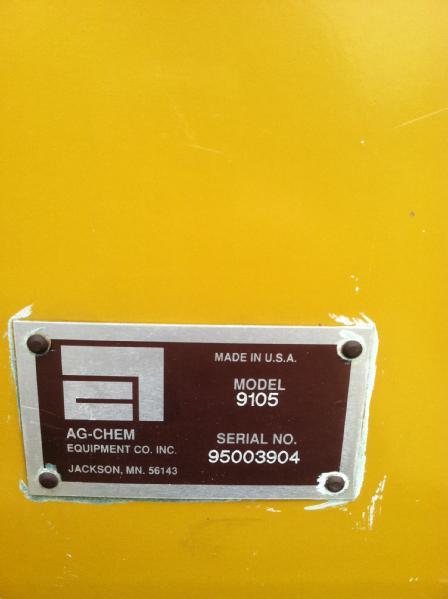 MADE IN U.S.A.
MODEL
9105
AG-CHEM
EQUIPMENT CO. INC.
JACKSON, MN. 56143
SERIAL NO.
95003904